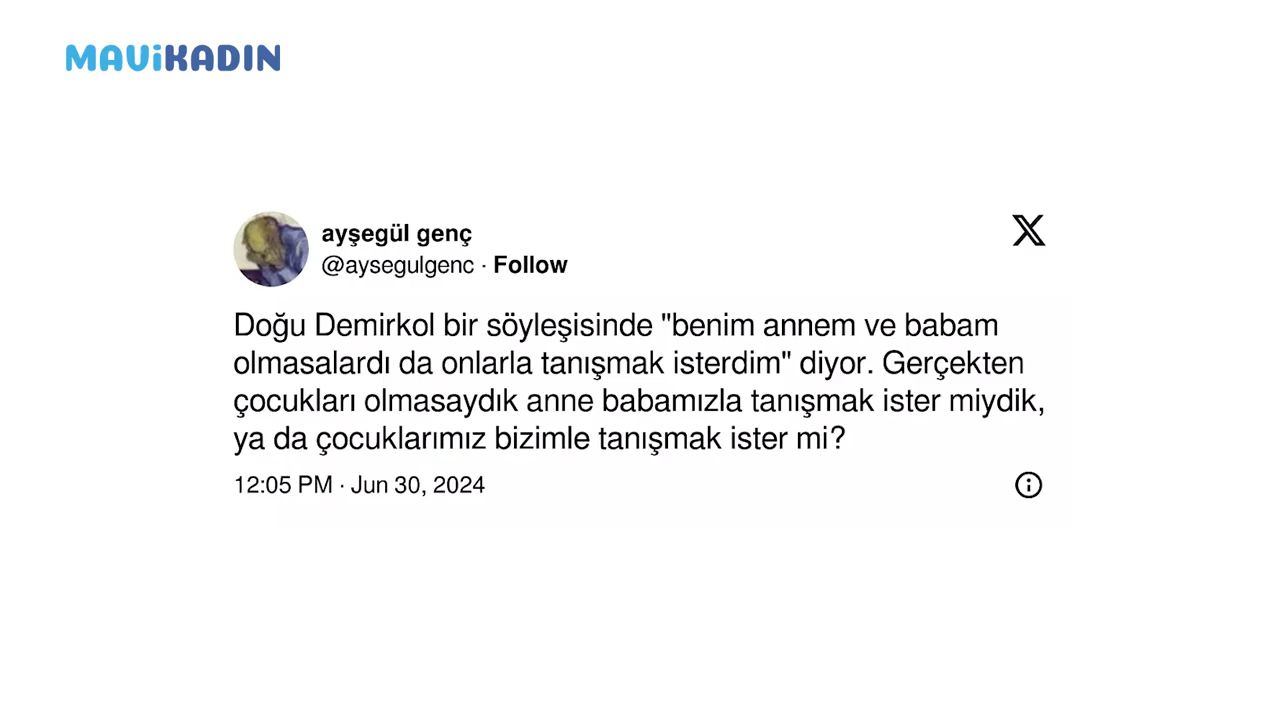 MAViKADIN
ayşegül genç
@aysegulgenc · Follow
Doğu Demirkol bir söyleşisinde "benim annem ve babam
olmasalardı da onlarla tanışmak isterdim" diyor. Gerçekten
çocukları olmasaydık anne babamızla tanışmak ister miydik,
ya da çocuklarımız bizimle tanışmak ister mi?
12:05 PM · Jun 30, 2024